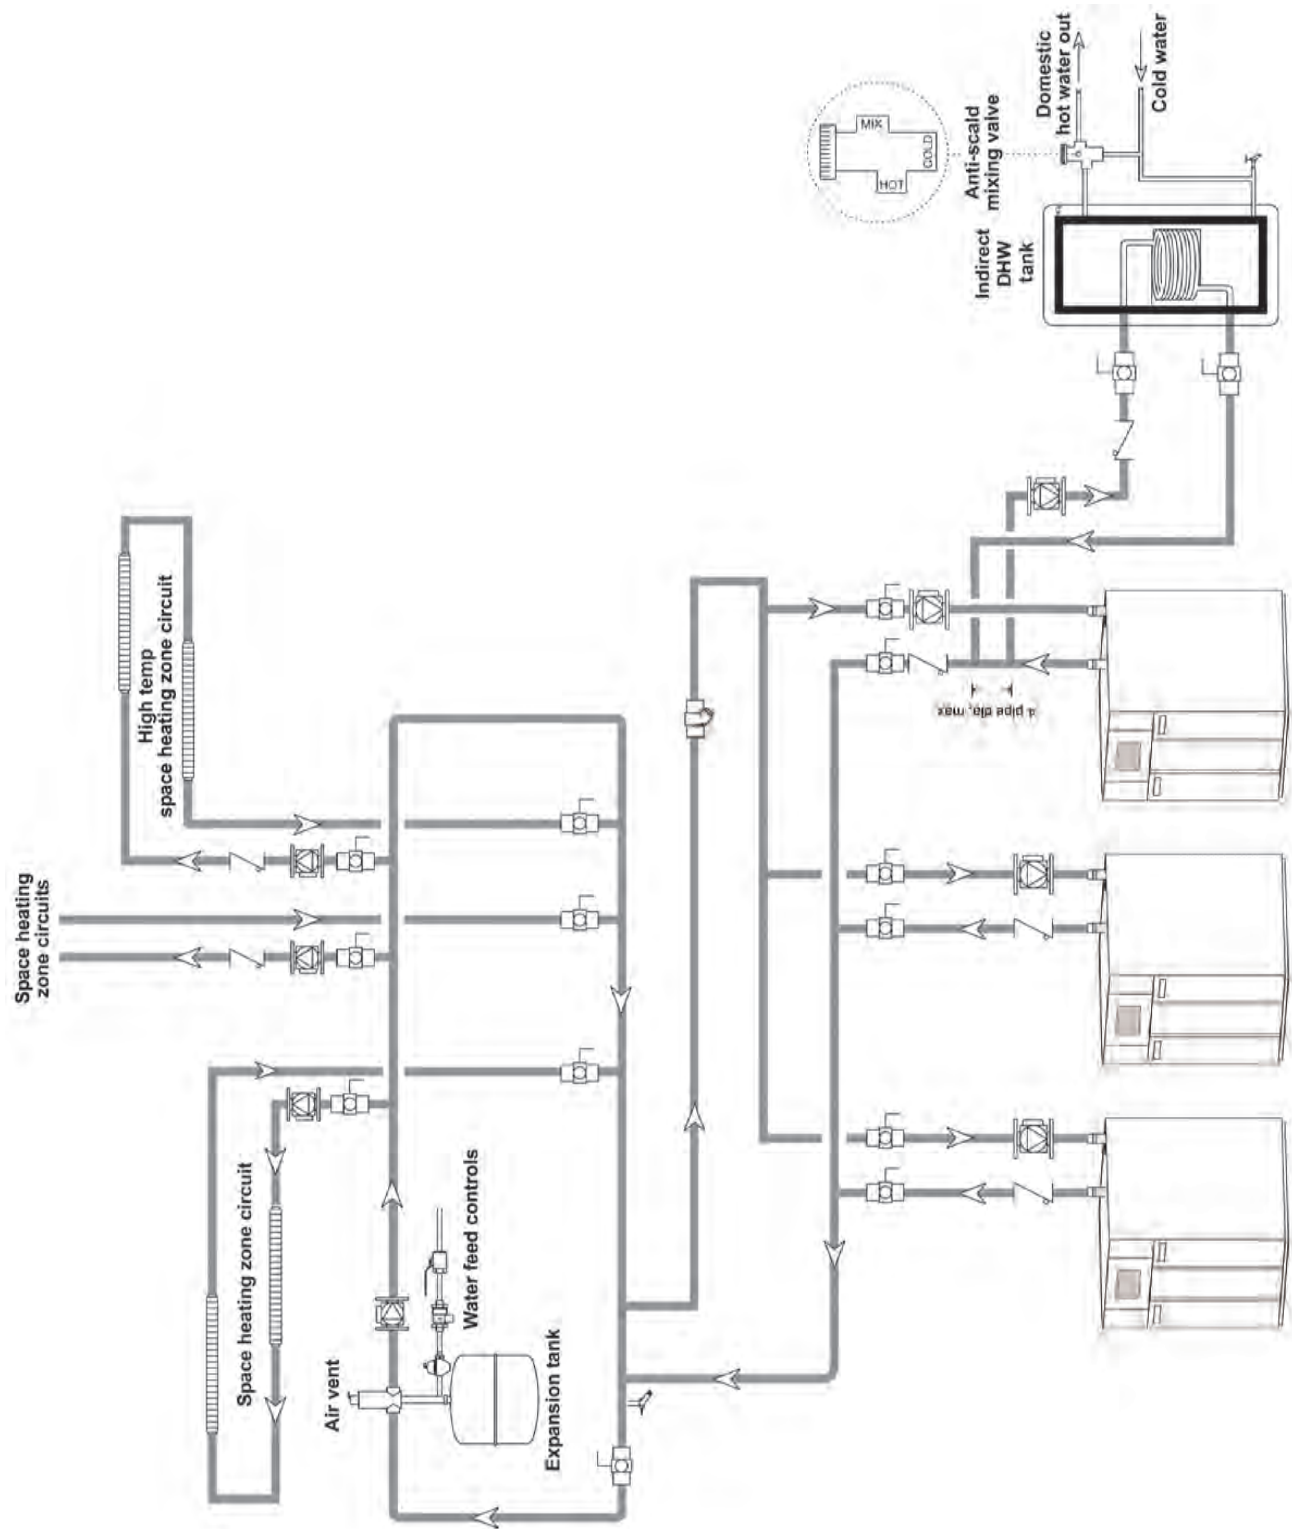 Space heating
zone circuits
High temp
space heating zone circuit
Space heating zone circuit
Air vent
Water feed controls
Expansion tank
4 pipe dia, max
Indirect
DHW
tank
Anti-scald
mixing valve
HOT
MIX
COLD
Domestic
hot water out
Cold water